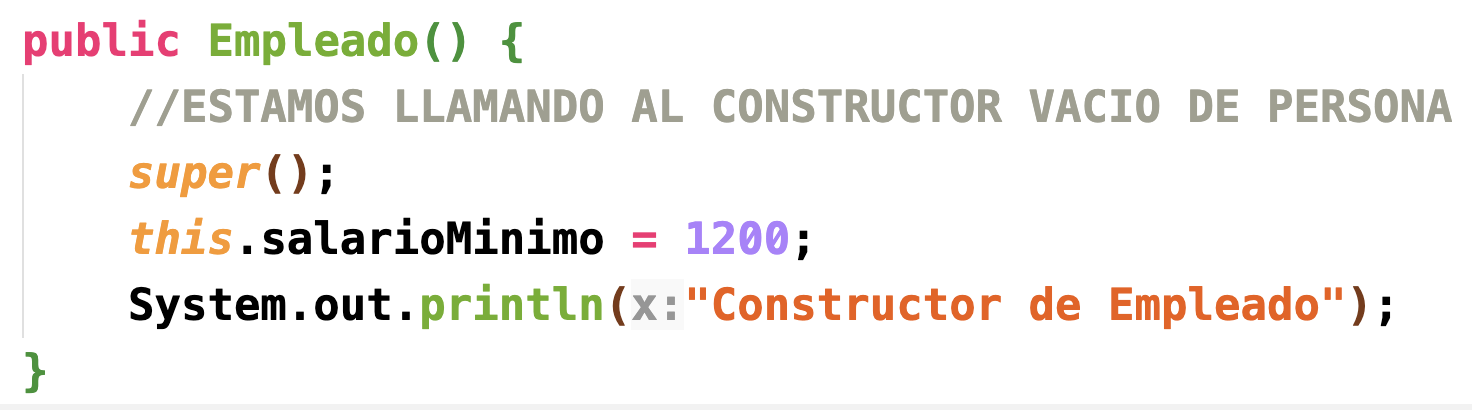 public Empleado() {
//ESTAMOS LLAMANDO AL CONSTRUCTOR VACIO DE PERSONA
super();
this.salarioMinimo = 1200;
System.out.println(x:"Constructor de Empleado");
}